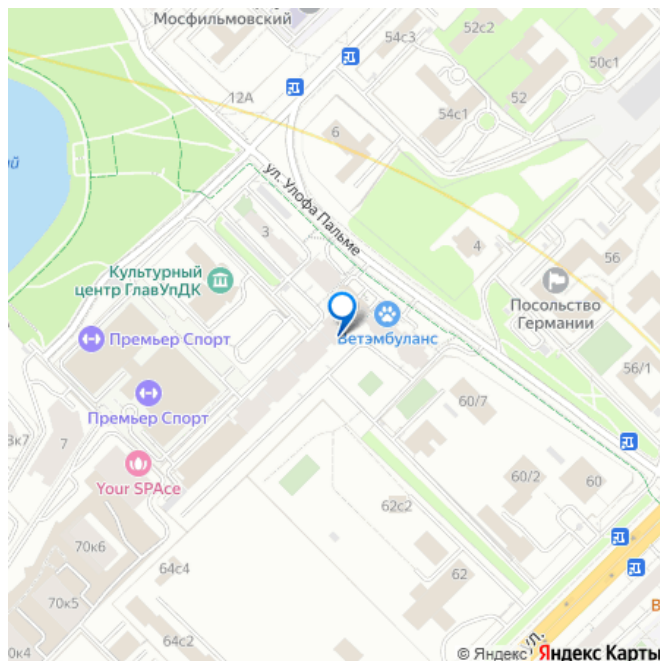 Мосфильмовский
54с3
52с2
50с1
12А
52
54с1
6
ул. Улофа Пальме
3
4
56
Культурный
центр ГлавУпДК
Посольство
Германии
Премьер Спорт
Ветэмбуланс
56/1
Премьер Спорт
60/7
7
Your SPAce
60/2
60
62с2
70к6
64с4
62
70к5
64с2
© Яндекс
Яндекс Карты